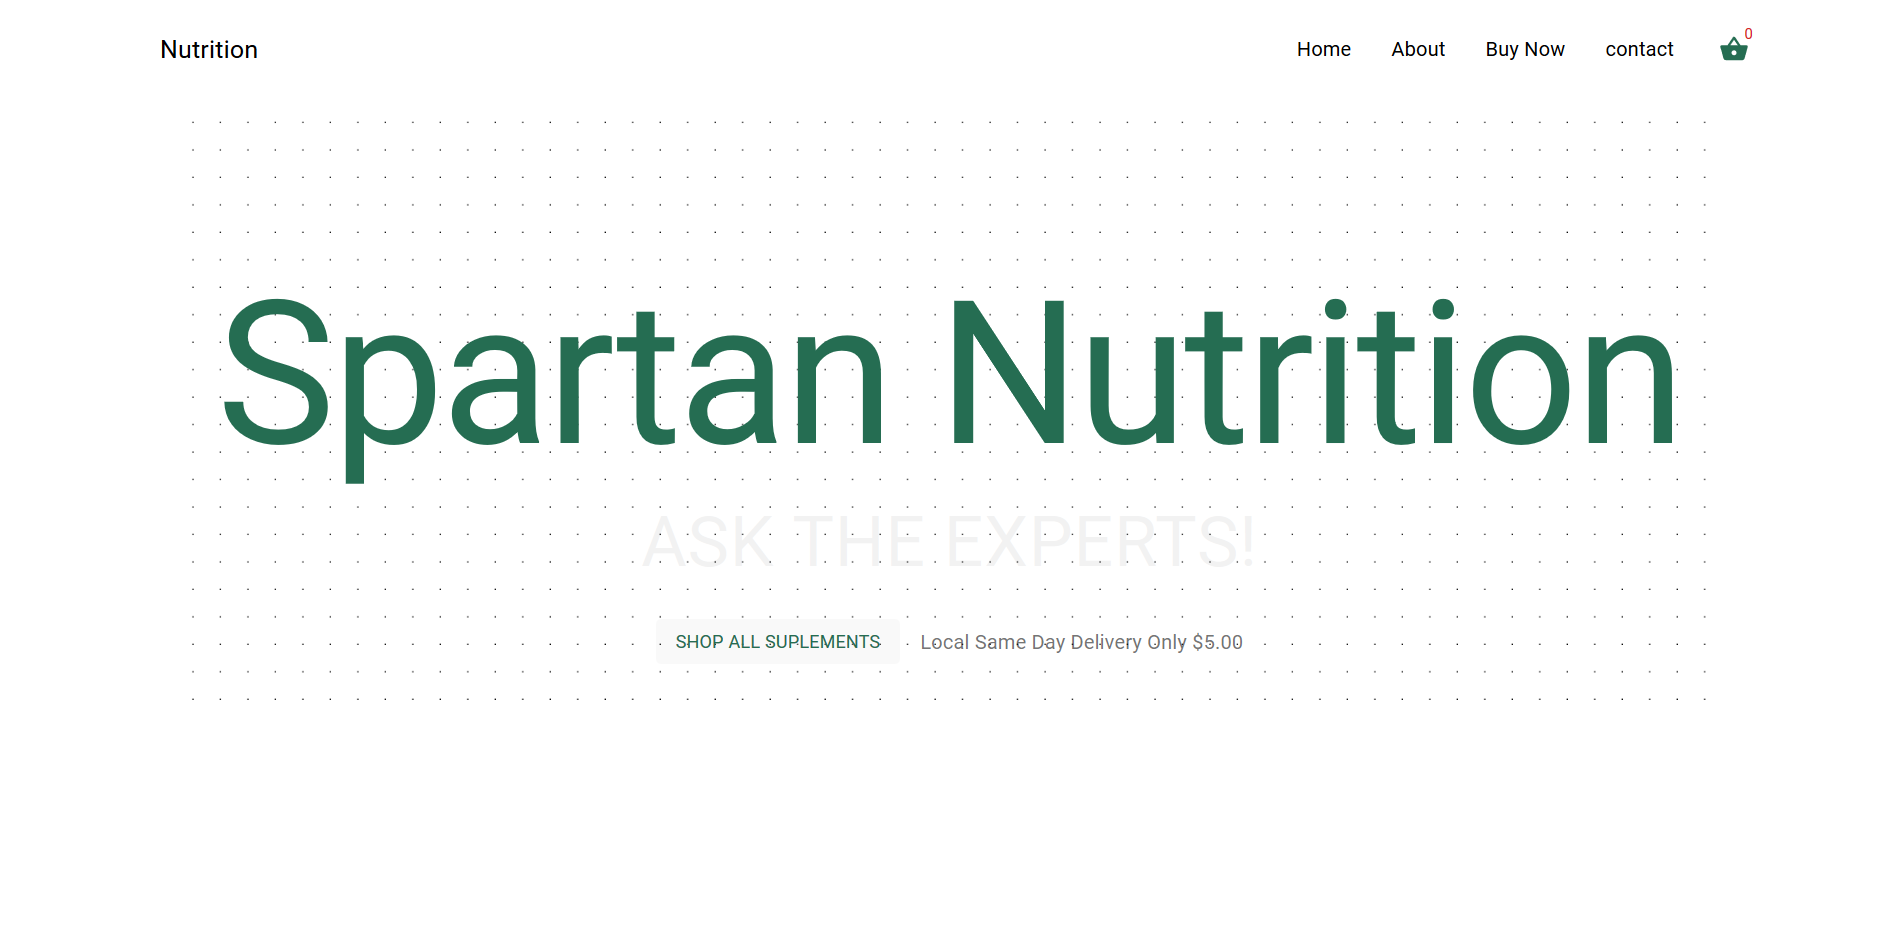 Nutrition
Home About Buy Now contact 0
Spartan Nutrition
ASK THE EXPERTS!
SHOP ALL SUPLEMENTS Local Same Day Delivery Only $5.00